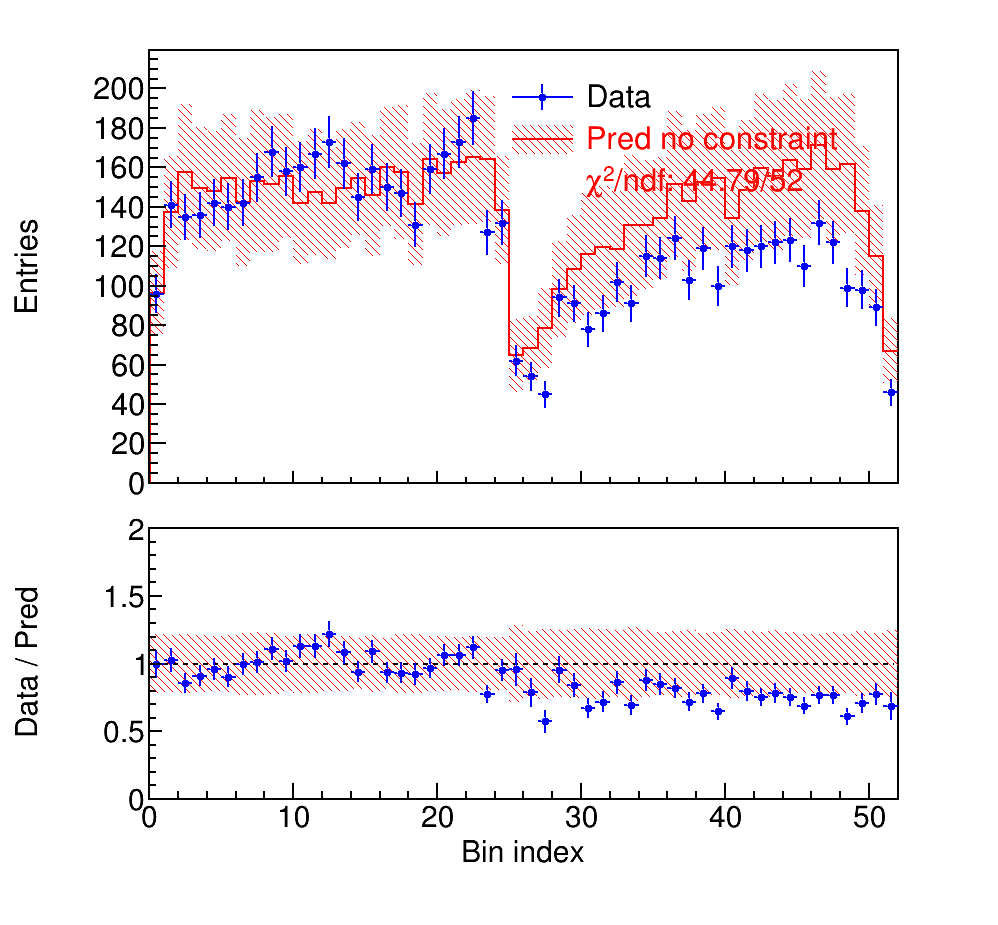 Entries
200
180
160
140
120
100
80
60
40
20
0
Data
Pred no constraint
χ²/ndf: 44.79/52
Data / Pred
2
1.5
1
0.5
0
0 10 20 30 40 50
Bin index